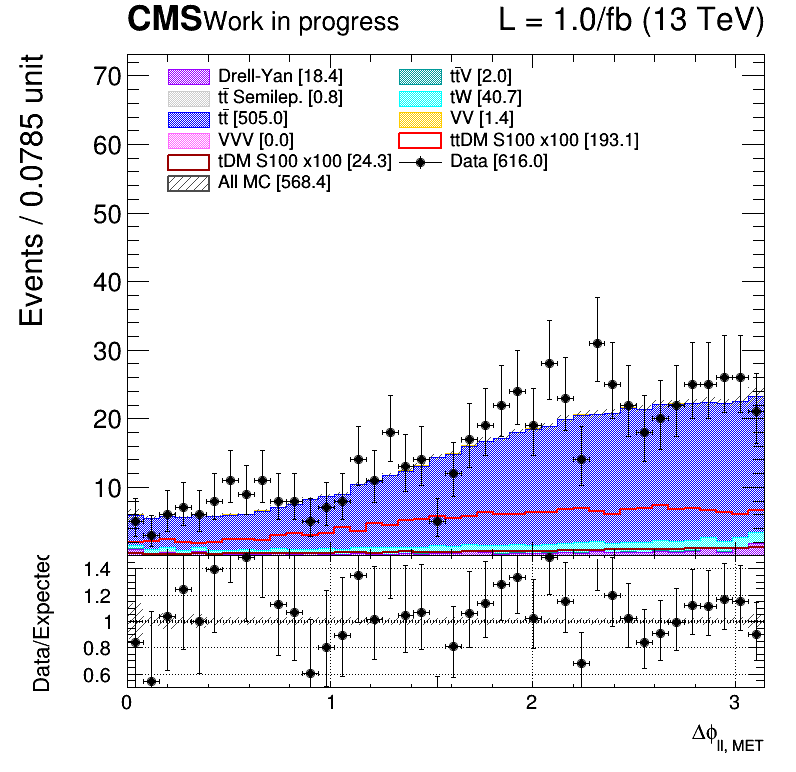 CMS Work in progress L = 1.0/fb (13 TeV)
Events / 0.0785 unit
70
60
50
40
30
20
10
Drell-Yan [18.4]
tt̄ Semilep. [0.8]
tt̄ [505.0]
VVV [0.0]
tDM S100 x100 [24.3]
All MC [568.4]
tt̄V [2.0]
tW [40.7]
VV [1.4]
ttDM S100 x100 [193.1]
Data [616.0]
Data/Expected
1.4
1.2
1
0.8
0.6
0 1 2 3
Δϕll, MET